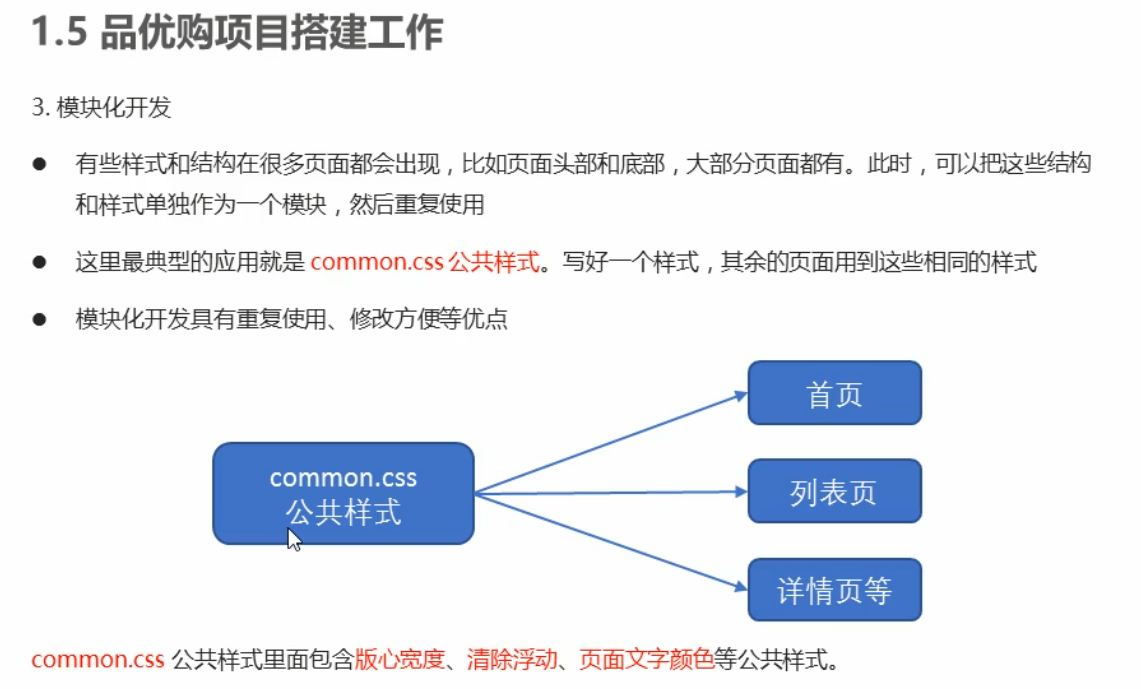 1.5 品优购项目搭建工作
3. 模块化开发
● 有些样式和结构在很多页面都会出现，比如页面头部和底部，大部分页面都有。此时，可以把这些结构
和样式单独作为一个模块，然后重复使用
● 这里最典型的应用就是 common.css 公共样式。写好一个样式，其余的页面用到这些相同的样式
● 模块化开发具有重复使用、修改方便等优点
首页
common.css
公共样式
列表页
详情页等
common.css 公共样式里面包含版心宽度、清除浮动、页面文字颜色等公共样式。